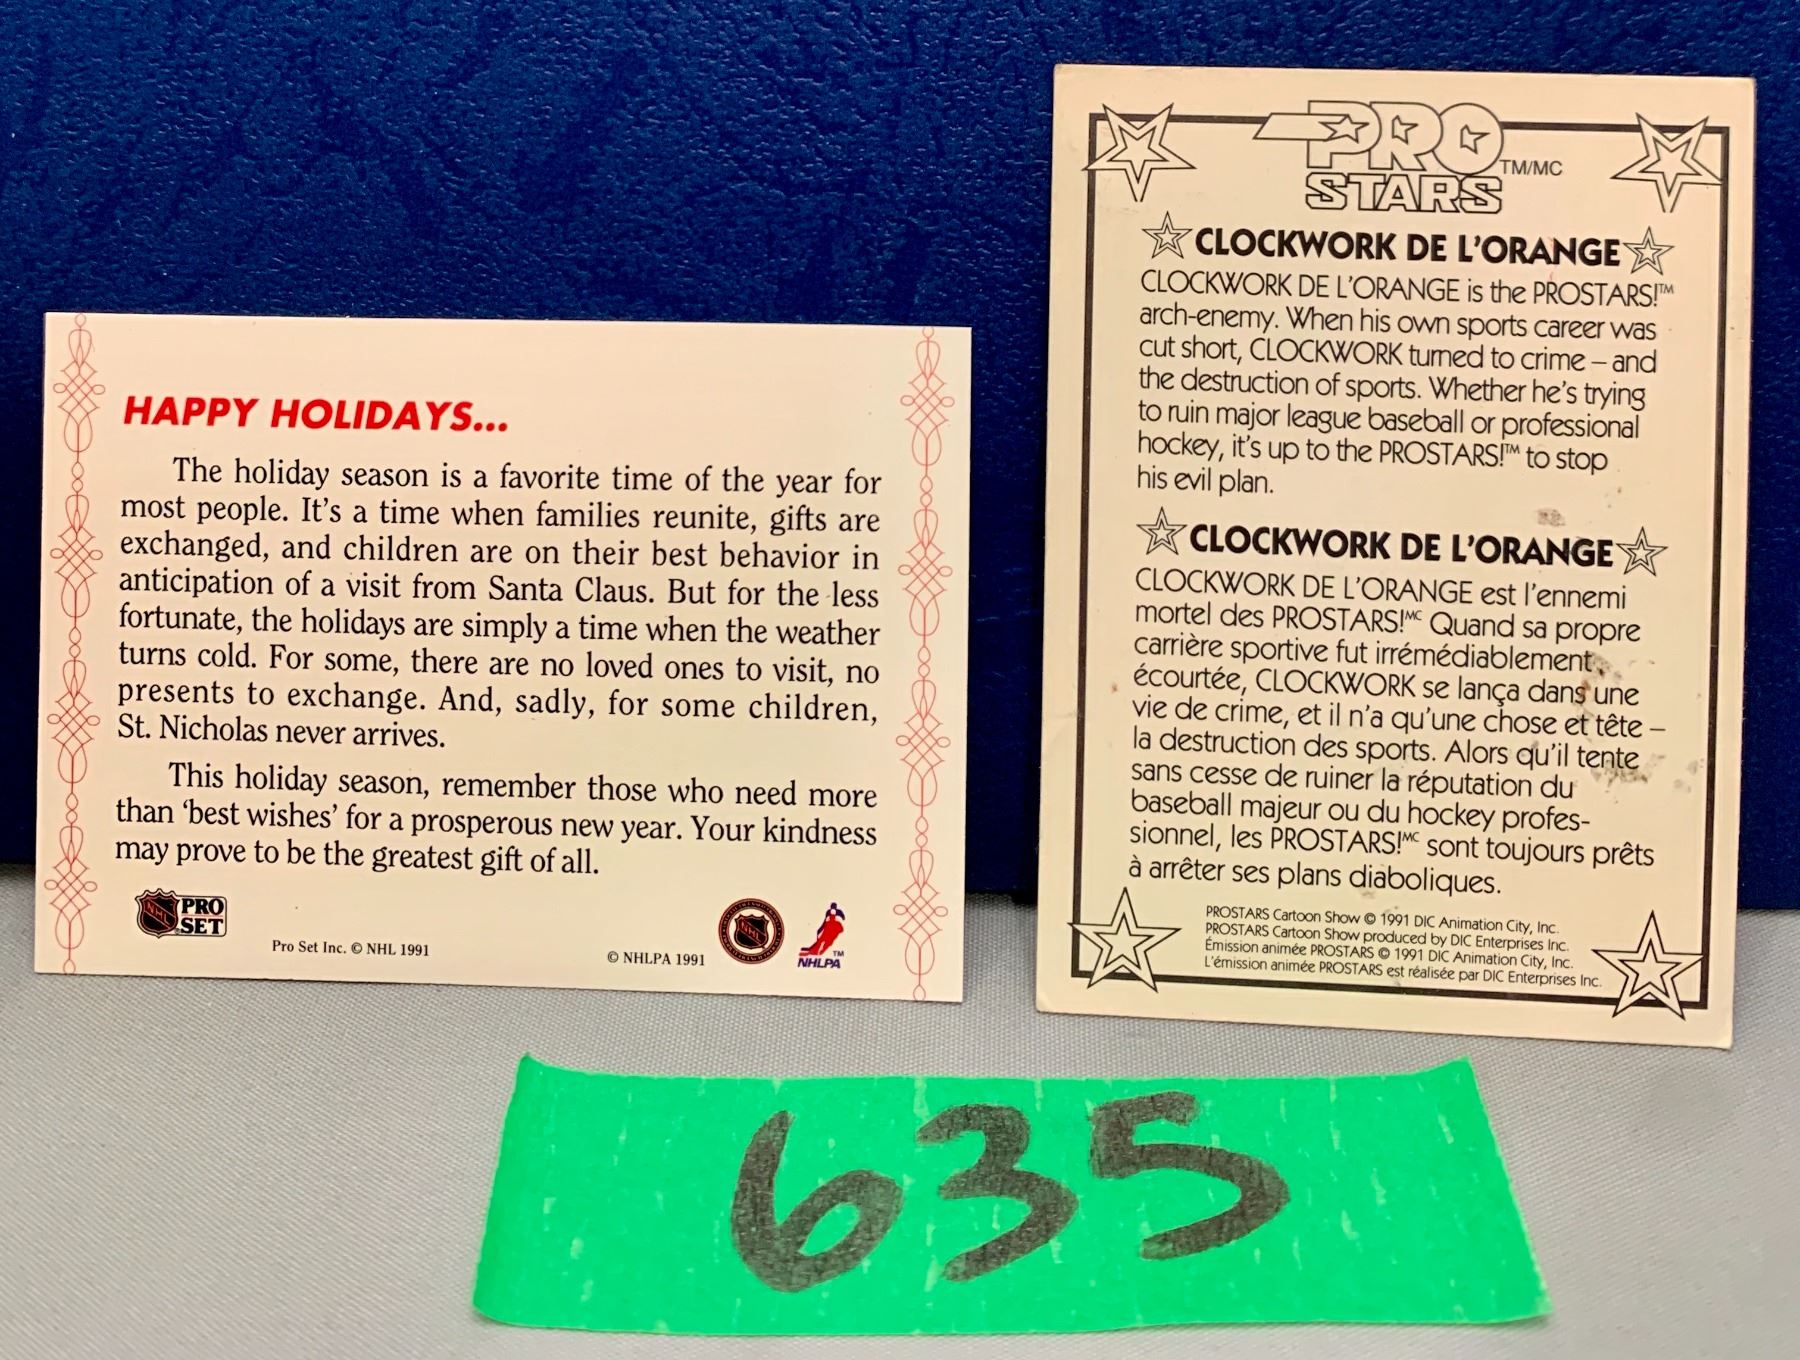 HAPPY HOLIDAYS...
The holiday season is a favorite time of the year for
most people. It's a time when families reunite, gifts are
exchanged, and children are on their best behavior in
anticipation of a visit from Santa Claus. But for the less
fortunate, the holidays are simply a time when the weather
turns cold. For some, there are no loved ones to visit, no
presents to exchange. And, sadly, for some children,
St. Nicholas never arrives.
This holiday season, remember those who need more
than 'best wishes' for a prosperous new year. Your kindness
may prove to be the greatest gift of all.
NHL PRO
SET
Pro Set Inc. © NHL 1991
© NHLPA 1991
NHL
TM
NHLPA
PRO
STARS TM/MC
CLOCKWORK DE L'ORANGE
CLOCKWORK DE L'ORANGE is the PROSTARS!™
arch-enemy. When his own sports career was
cut short, CLOCKWORK turned to crime – and
the destruction of sports. Whether he's trying
to ruin major league baseball or professional
hockey, it's up to the PROSTARS!™ to stop
his evil plan.
CLOCKWORK DE L'ORANGE
CLOCKWORK DE L'ORANGE est l'ennemi
mortel des PROSTARS!MC Quand sa propre
carrière sportive fut irrémédiablement
écourtée, CLOCKWORK se lança dans une
vie de crime, et il n'a qu'une chose et tête –
la destruction des sports. Alors qu'il tente
sans cesse de ruiner la réputation du
baseball majeur ou du hockey profes-
sionnel, les PROSTARS!MC sont toujours prêts
à arrêter ses plans diaboliques.
PROSTARS Cartoon Show © 1991 DIC Animation City, Inc.
PROSTARS Cartoon Show produced by DIC Enterprises Inc.
Émission animée PROSTARS © 1991 DIC Animation City, Inc.
L'émission animée PROSTARS est réalisée par DIC Enterprises Inc.
635